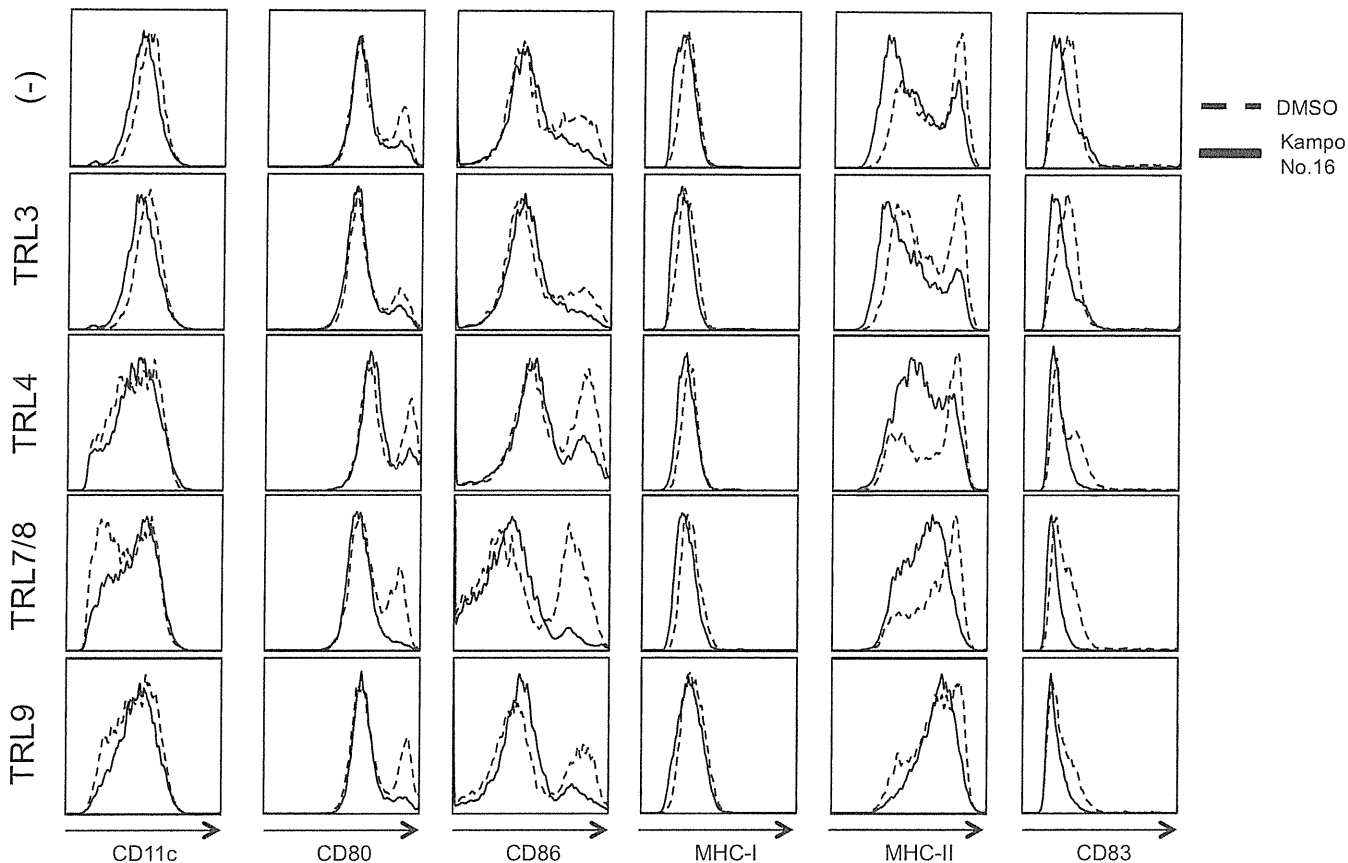 (-)
DMSO
Kampo
No.16
TRL3
TRL4
TRL7/8
TRL9
CD11c
CD80
CD86
MHC-I
MHC-II
CD83